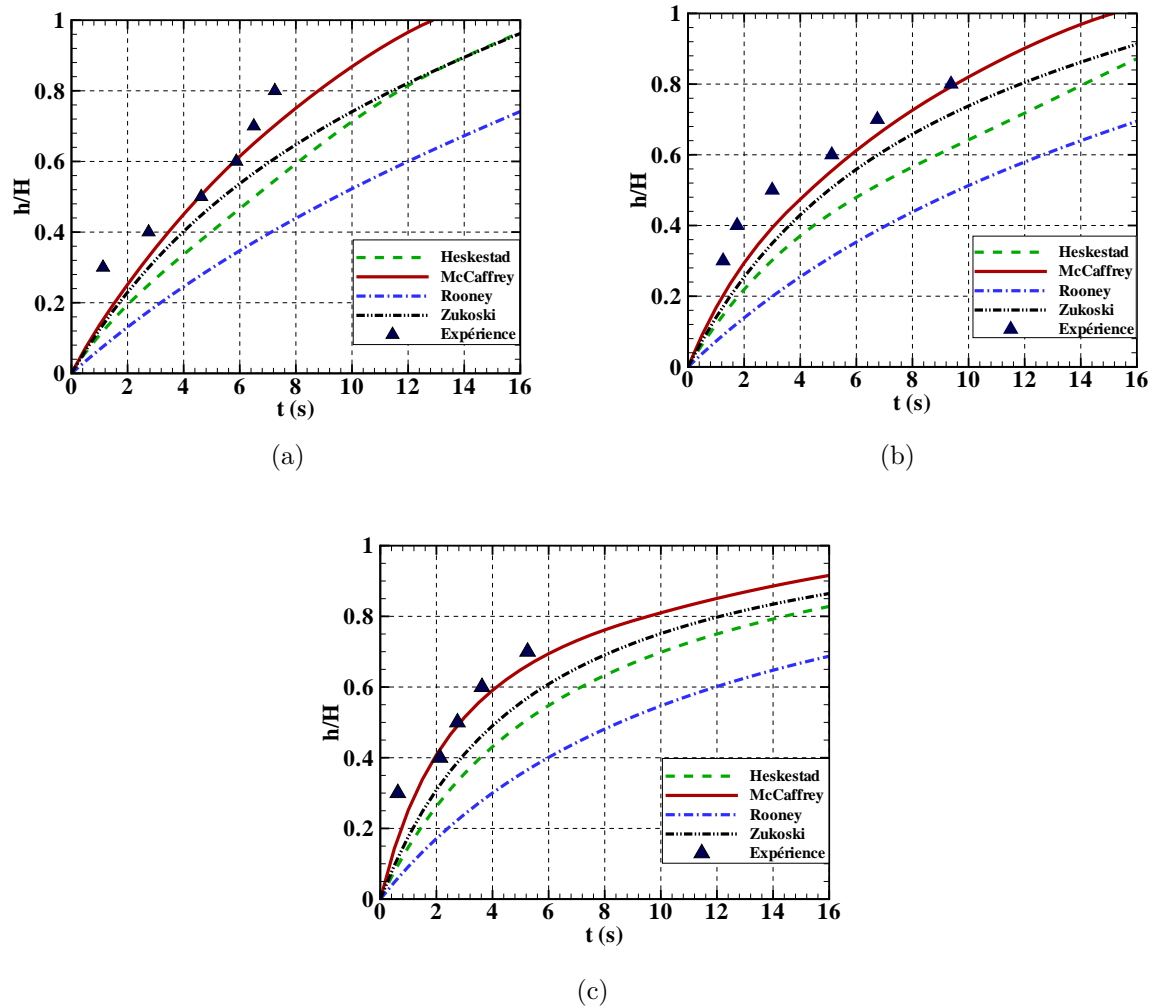 h/H
1
0.8
0.6
0.4
0.2
0
0 2 4 6 8 10 12 14 16
t (s)
Heskestad
McCaffrey
Rooney
Zukoski
Expérience
(a)
h/H
1
0.8
0.6
0.4
0.2
0
0 2 4 6 8 10 12 14 16
t (s)
Heskestad
McCaffrey
Rooney
Zukoski
Expérience
(b)
h/H
1
0.8
0.6
0.4
0.2
0
0 2 4 6 8 10 12 14 16
t (s)
Heskestad
McCaffrey
Rooney
Zukoski
Expérience
(c)